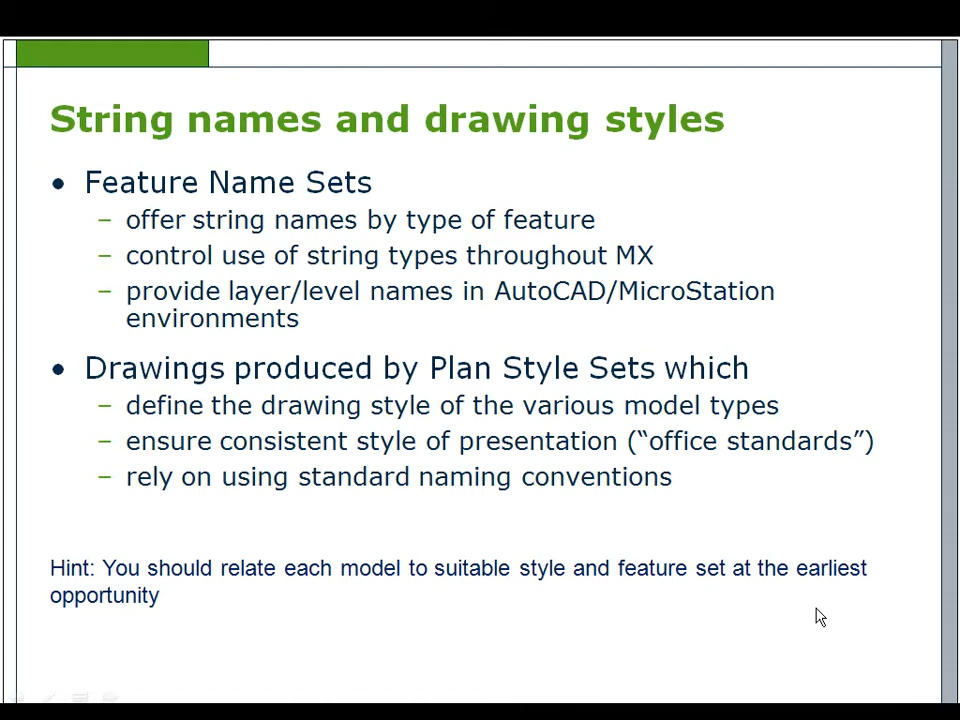 String names and drawing styles
• Feature Name Sets
– offer string names by type of feature
– control use of string types throughout MX
– provide layer/level names in AutoCAD/MicroStation
environments
• Drawings produced by Plan Style Sets which
– define the drawing style of the various model types
– ensure consistent style of presentation (“office standards”)
– rely on using standard naming conventions
Hint: You should relate each model to suitable style and feature set at the earliest
opportunity